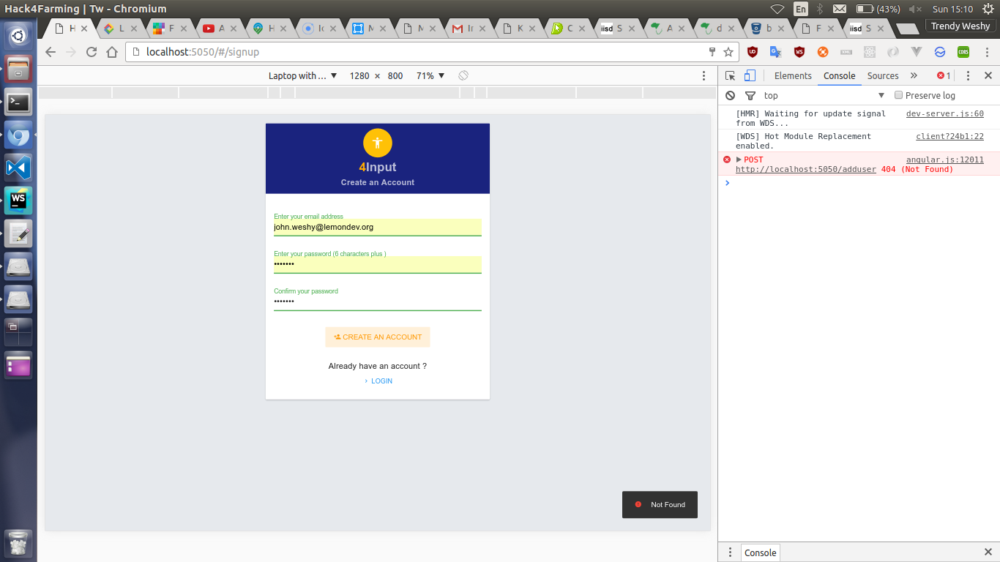 Hack4Farming | Tw - Chromium
En
(43%)
Sun 15:10
H
L
F
A
H
Ic
M
M
In
K
C
iisd S
A
d
b
F
iisd S
Trendy Weshy
localhost:5050/#/signup
Laptop with ... ▼ 1280 × 800 71% ▼
Elements Console Sources » 1
top ▼ Preserve log
[HMR] Waiting for update signal from WDS... dev-server.js:60
[WDS] Hot Module Replacement enabled. client?24b1:22
POST http://localhost:5050/adduser 404 (Not Found) angular.js:12011
4Input
Create an Account
Enter your email address
john.weshy@lemondev.org
Enter your password (6 characters plus )
•••••••
Confirm your password
•••••••
CREATE AN ACCOUNT
Already have an account ?
› LOGIN
Not Found
Console
WS